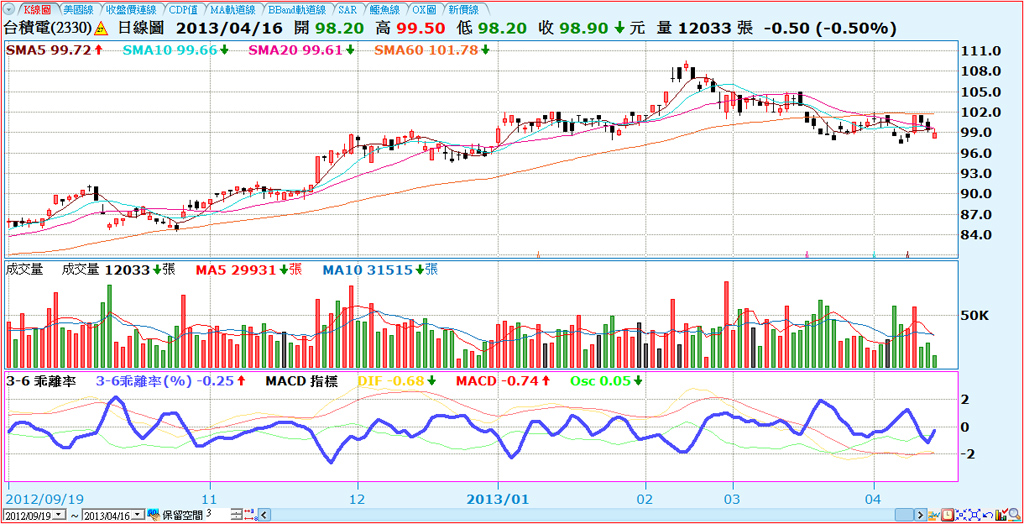 K線圖 美國線 收盤價連線 CDP值 MA軌道線 BBand軌道線 SAR 鱷魚線 OX圖 新價線
台積電(2330) 日線圖 2013/04/16 開 98.20 高 99.50 低 98.20 收 98.90 元 量 12033 張 -0.50 (-0.50%)
SMA5 99.72 SMA10 99.66 SMA20 99.61 SMA60 101.78
111.0
108.0
105.0
102.0
99.0
96.0
93.0
90.0
87.0
84.0
成交量 成交量 12033 張 MA5 29931 張 MA10 31515 張
50K
3-6 乖離率 3-6乖離率(%) -0.25 MACD 指標 DIF -0.68 MACD -0.74 Osc 0.05
2
0
-2
2012/09/19 11 12 2013/01 02 03 04
2012/09/19 ~ 2013/04/16 保留空間 3